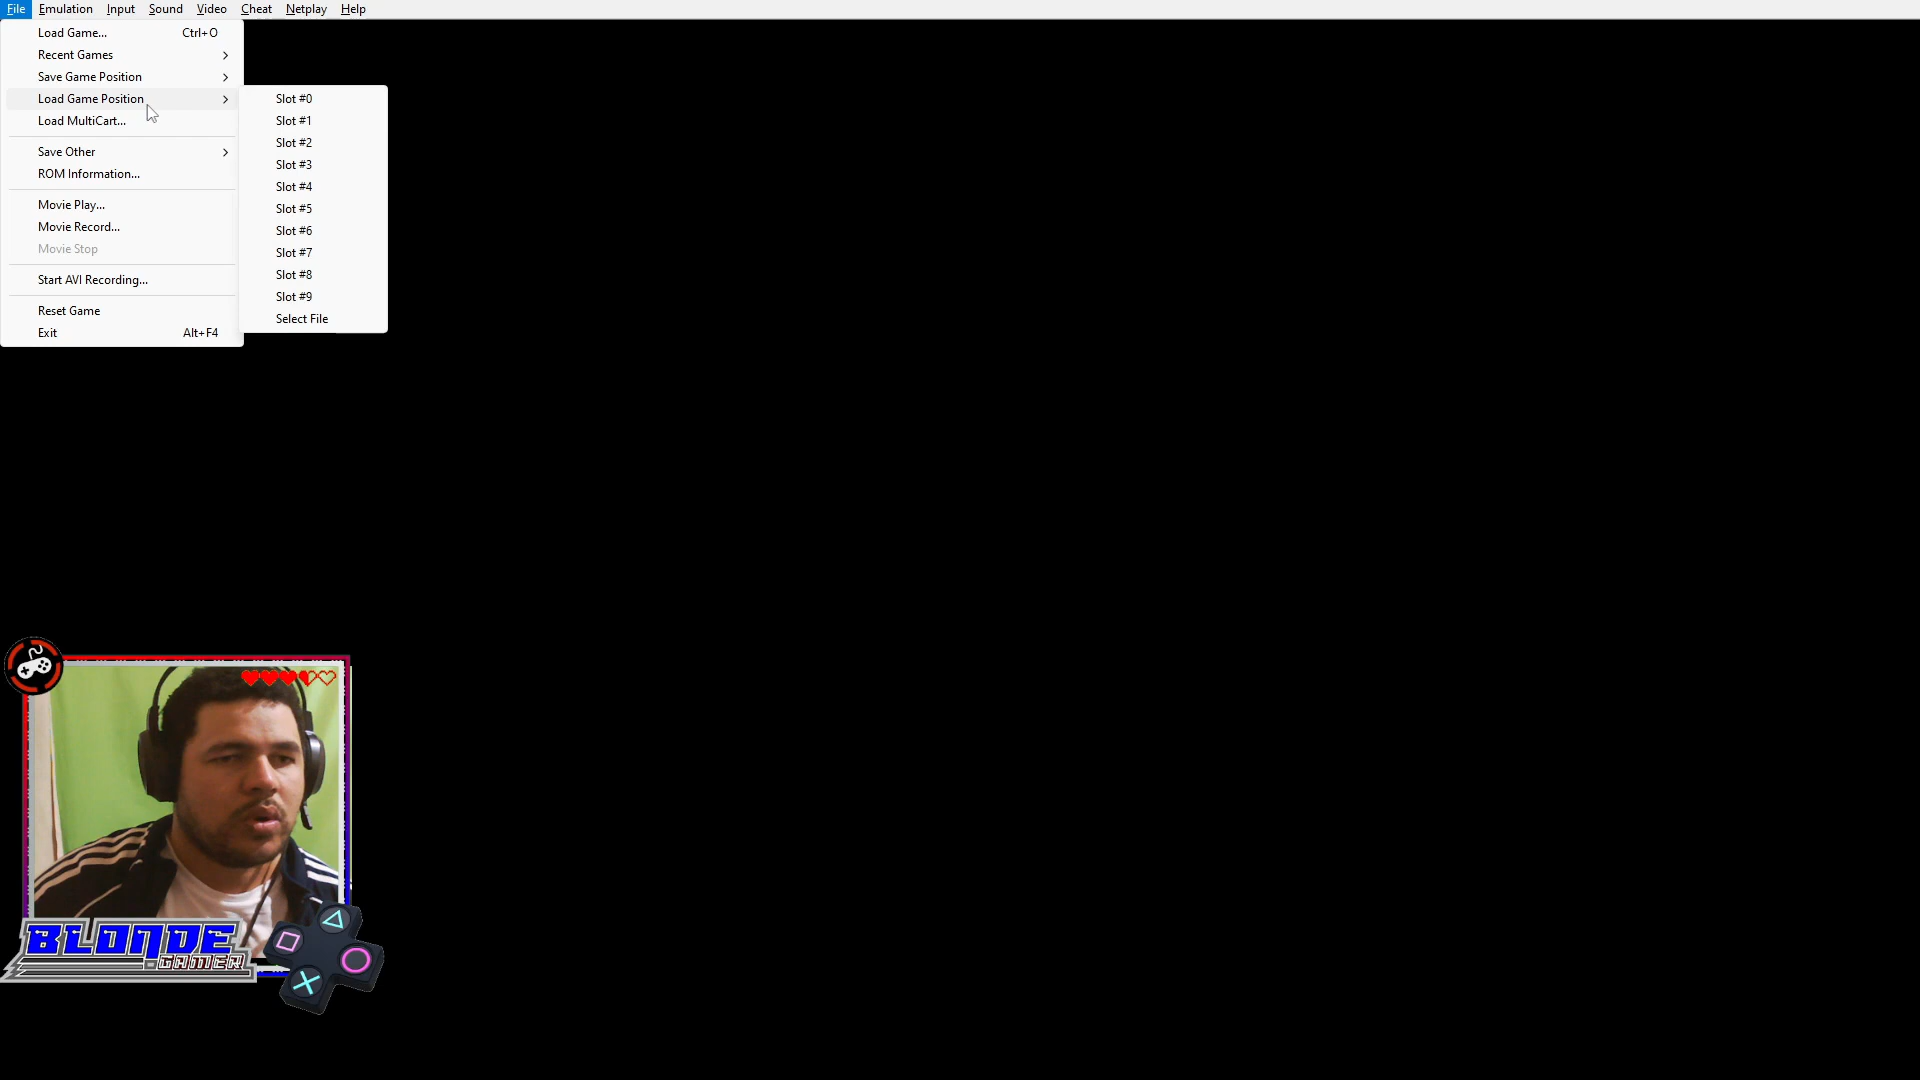 File Emulation Input Sound Video Cheat Netplay Help
Load Game... Ctrl+O
Recent Games
Save Game Position
Load Game Position
Load MultiCart...
Save Other
ROM Information...
Movie Play...
Movie Record...
Movie Stop
Start AVI Recording...
Reset Game
Exit Alt+F4
Slot #0
Slot #1
Slot #2
Slot #3
Slot #4
Slot #5
Slot #6
Slot #7
Slot #8
Slot #9
Select File
BLONDE
GAMER